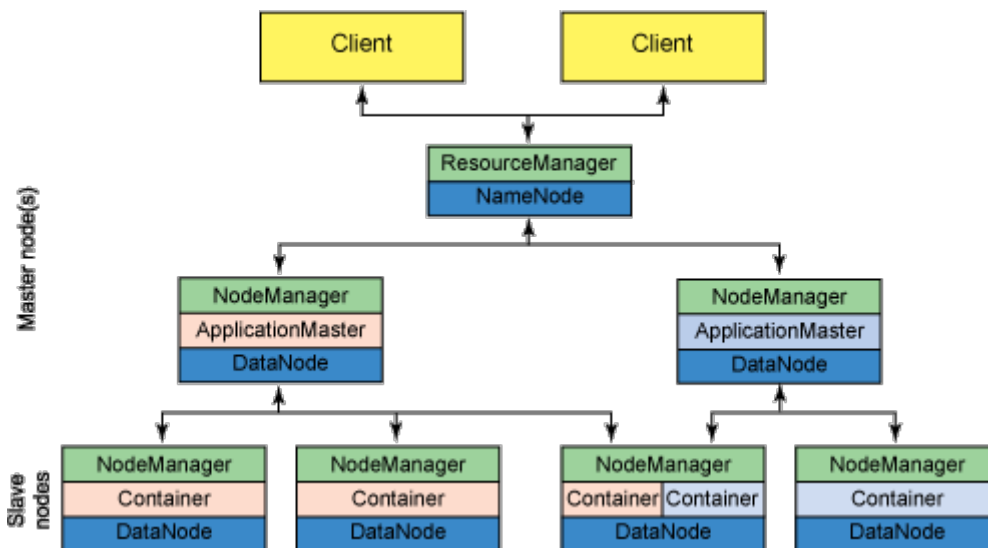 Client
Client
ResourceManager
NameNode
Master node(s)
NodeManager
ApplicationMaster
DataNode
NodeManager
ApplicationMaster
DataNode
Slave
nodes
NodeManager
Container
DataNode
NodeManager
Container
DataNode
NodeManager
Container
Container
DataNode
NodeManager
Container
DataNode